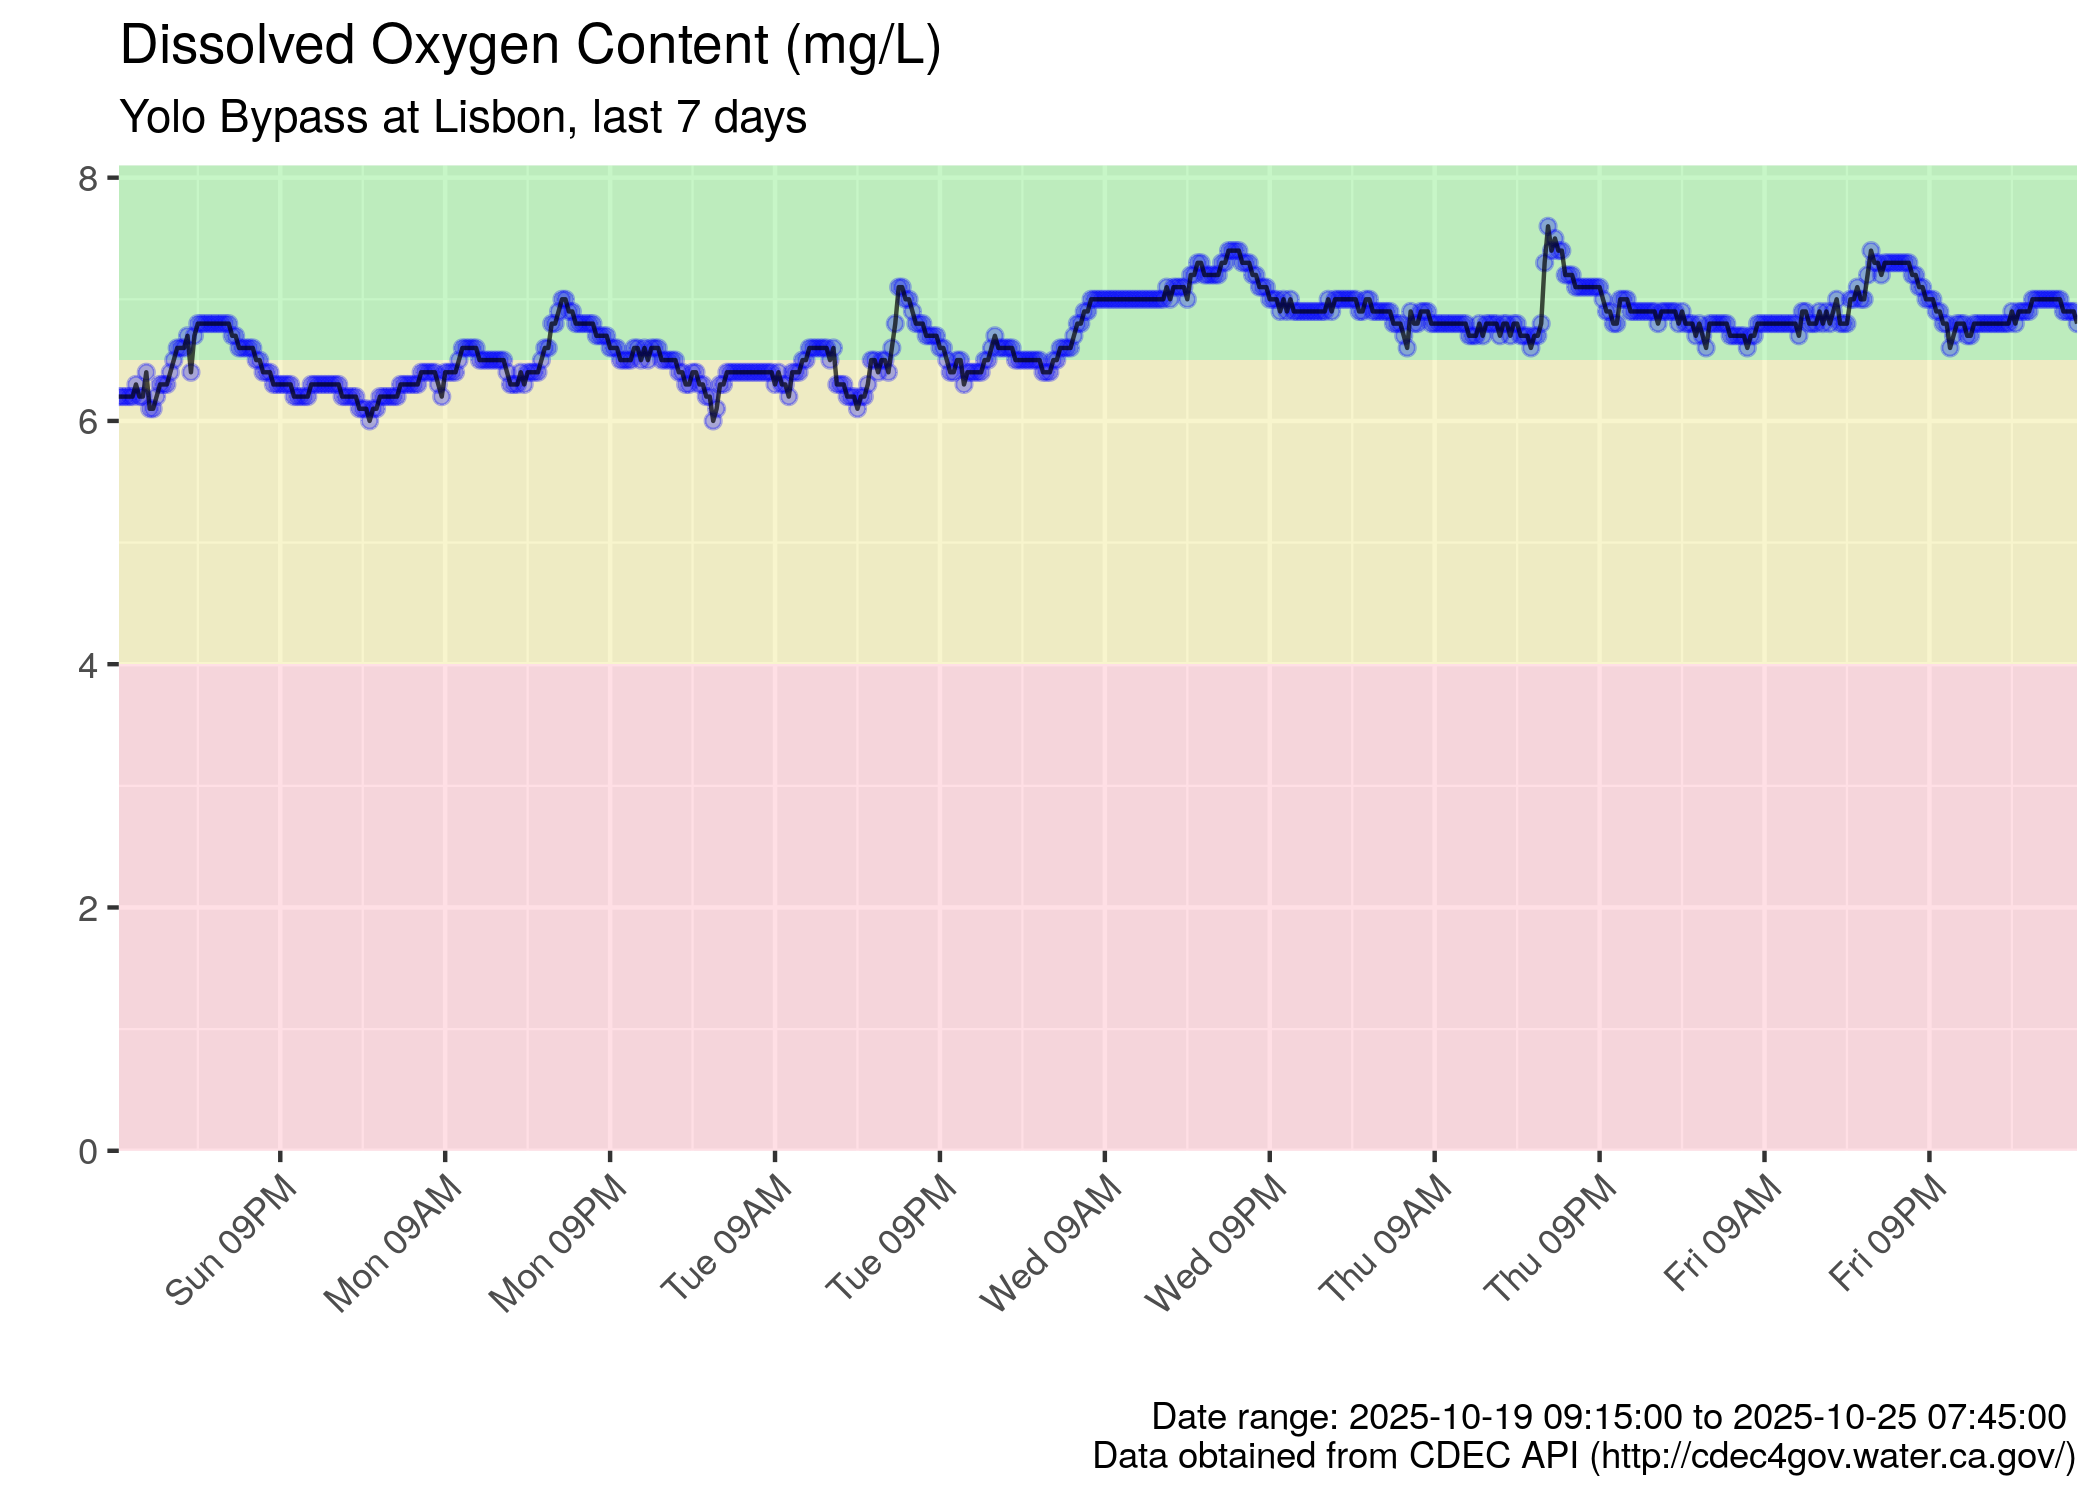 Dissolved Oxygen Content (mg/L)
Yolo Bypass at Lisbon, last 7 days
8
6
4
2
0
Sun 09PM
Mon 09AM
Mon 09PM
Tue 09AM
Tue 09PM
Wed 09AM
Wed 09PM
Thu 09AM
Thu 09PM
Fri 09AM
Fri 09PM
Date range: 2025-10-19 09:15:00 to 2025-10-25 07:45:00
Data obtained from CDEC API (http://cdec4gov.water.ca.gov/)